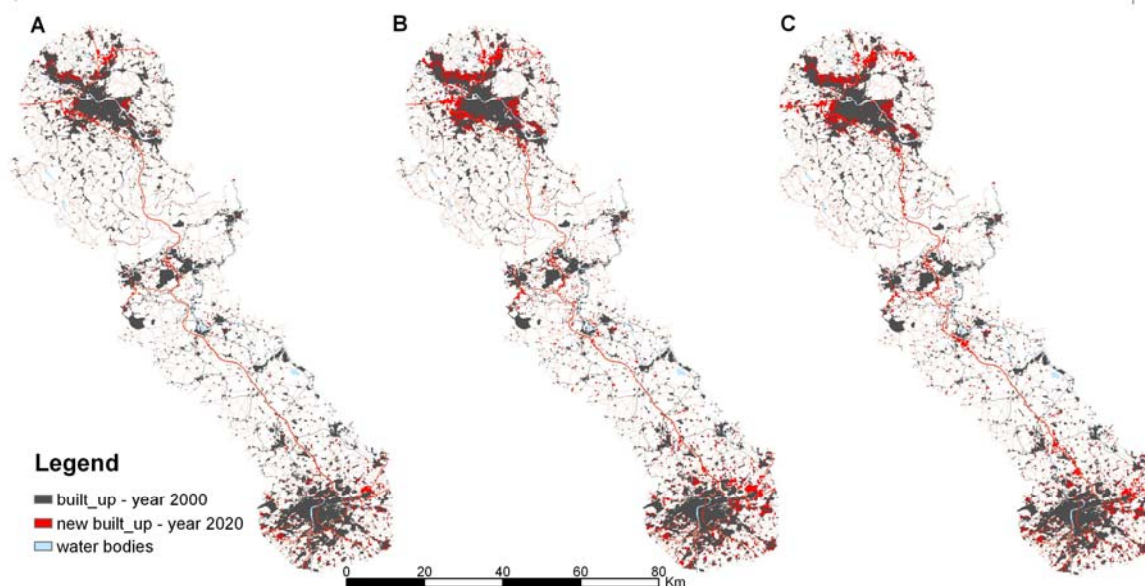 A B C
Legend
built_up - year 2000
new built_up - year 2020
water bodies
0 20 40 60 80
Km